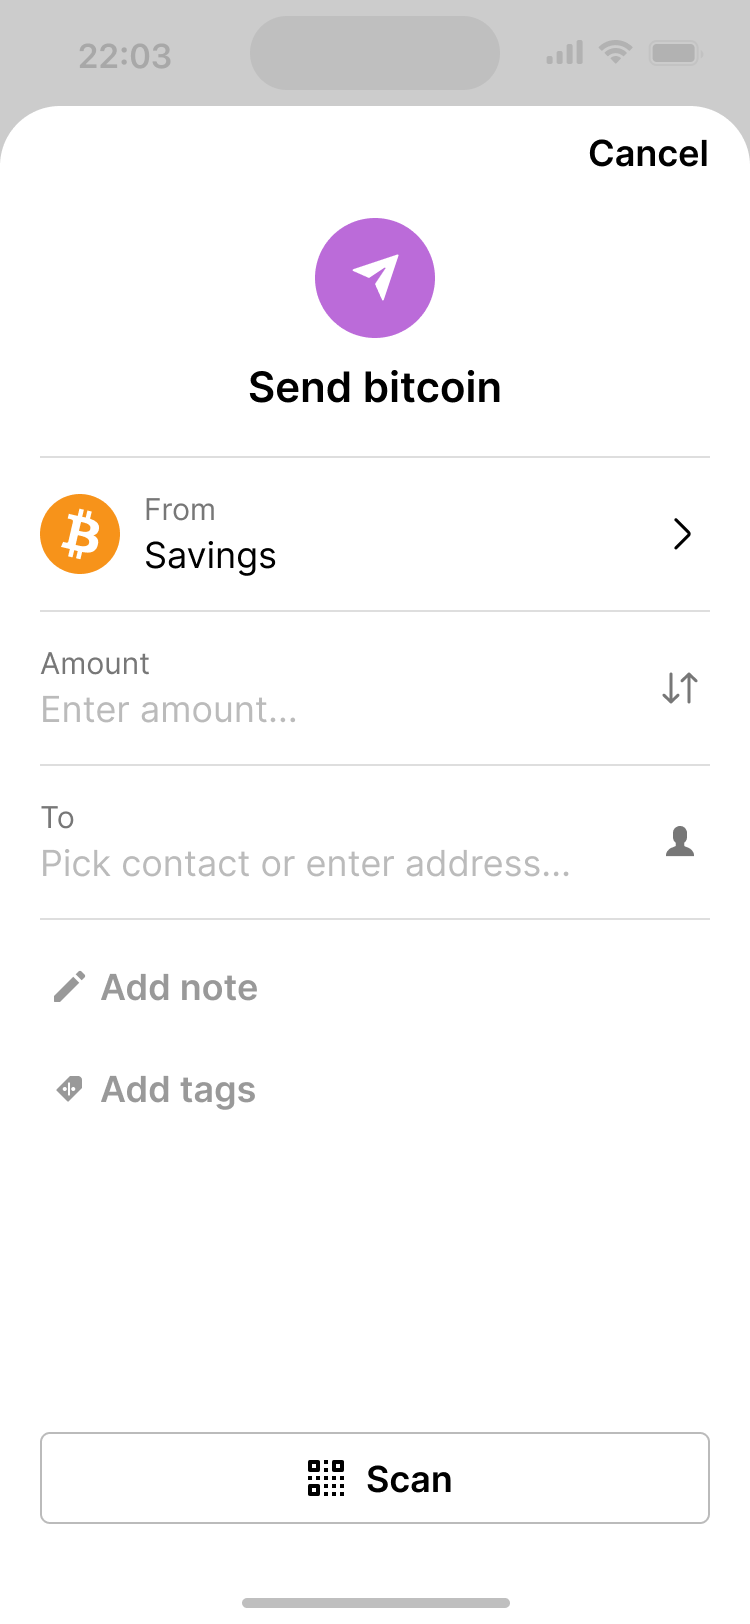 22:03
Cancel
Send bitcoin
From
Savings
Amount
Enter amount...
To
Pick contact or enter address...
Add note
Add tags
Scan